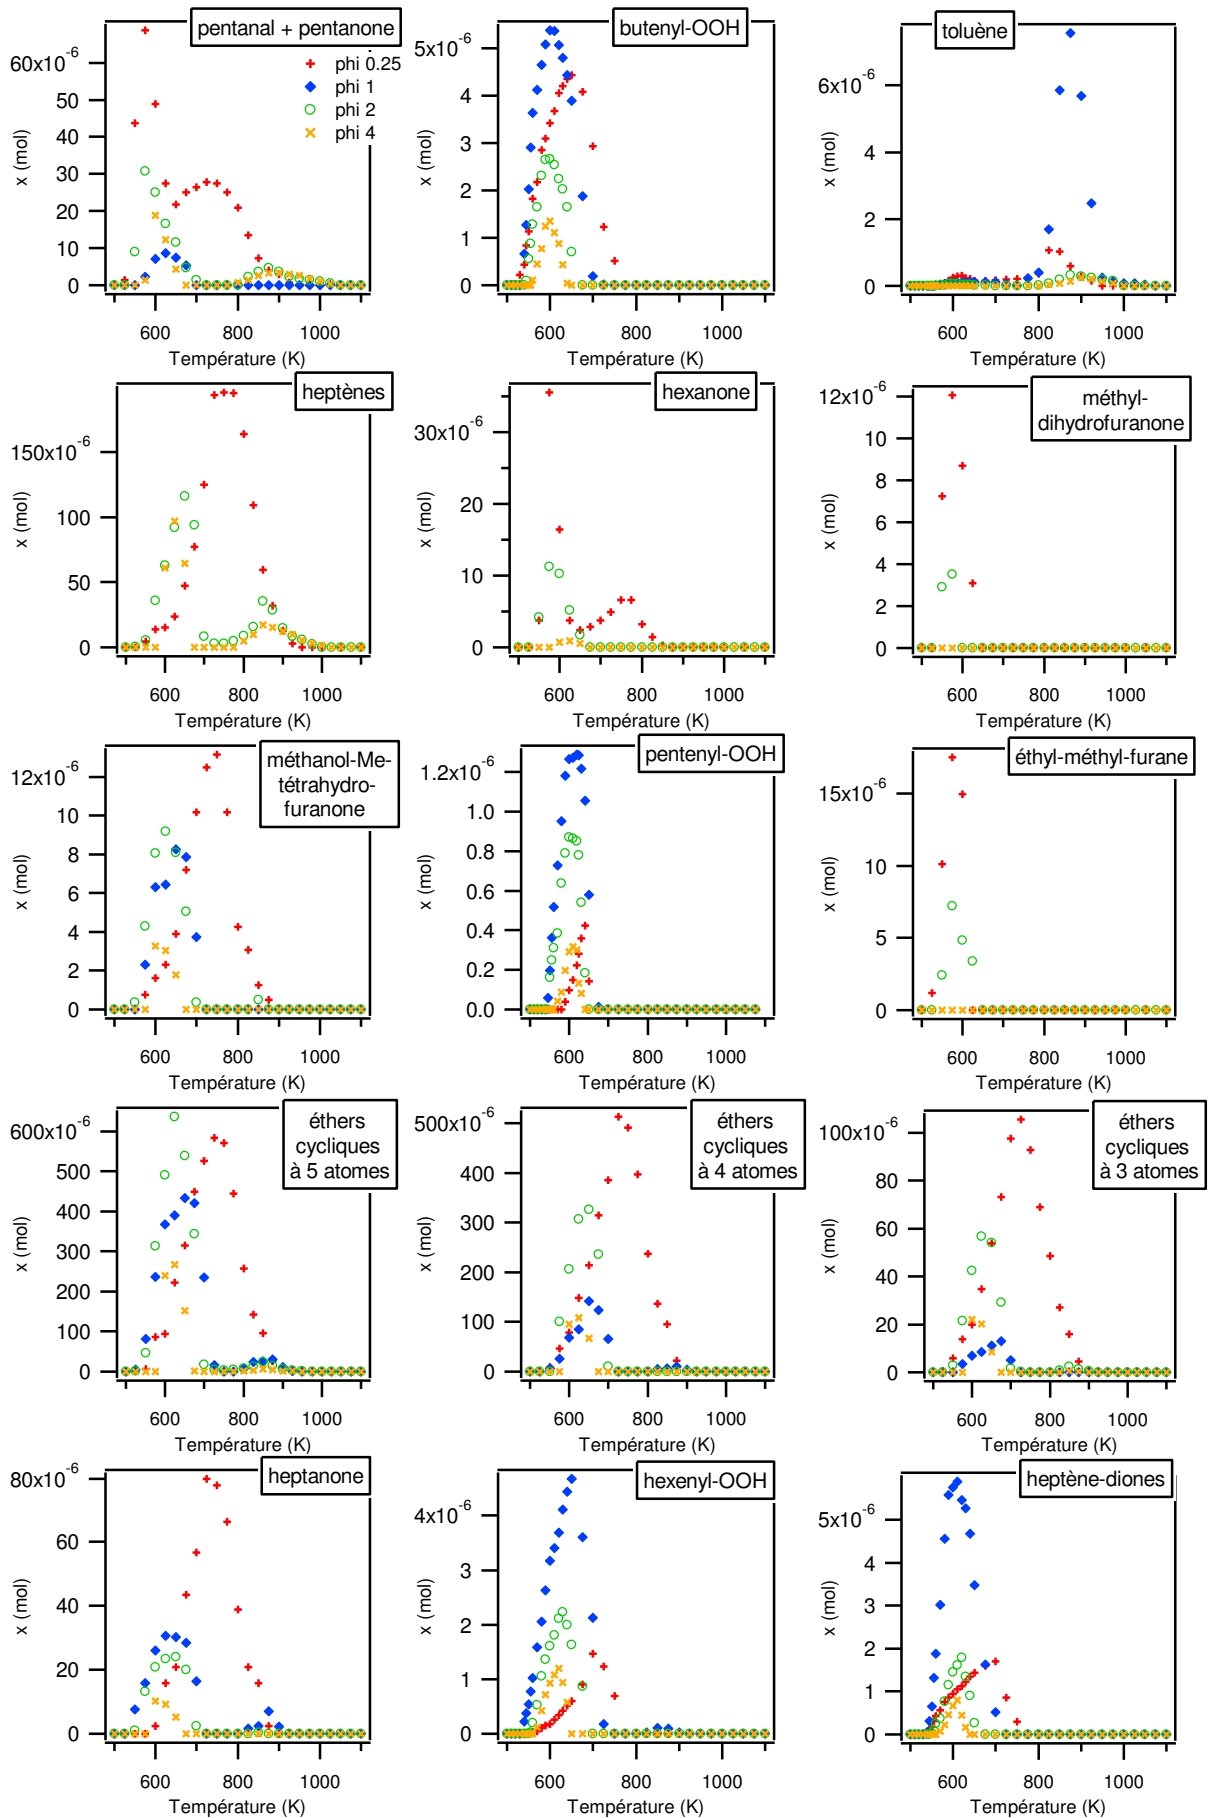 pentanal + pentanone
phi 0.25
phi 1
phi 2
phi 4
60x10-6
50
40
30
20
10
0
x (mol)
600 800 1000
Température (K)
butenyl-OOH
5x10-6
4
3
2
1
0
x (mol)
600 800 1000
Température (K)
toluène
6x10-6
4
2
0
x (mol)
600 800 1000
Température (K)
heptènes
150x10-6
100
50
0
x (mol)
600 800 1000
Température (K)
hexanone
30x10-6
20
10
0
x (mol)
600 800 1000
Température (K)
méthyl-
dihydrofuranone
12x10-6
10
8
6
4
2
0
x (mol)
600 800 1000
Température (K)
méthanol-Me-
tétrahydro-
furanone
12x10-6
10
8
6
4
2
0
x (mol)
600 800 1000
Température (K)
pentenyl-OOH
1.2x10-6
1.0
0.8
0.6
0.4
0.2
0.0
x (mol)
600 800 1000
Température (K)
éthyl-méthyl-furane
15x10-6
10
5
0
x (mol)
600 800 1000
Température (K)
éthers
cycliques
à 5 atomes
600x10-6
500
400
300
200
100
0
x (mol)
600 800 1000
Température (K)
éthers
cycliques
à 4 atomes
500x10-6
400
300
200
100
0
x (mol)
600 800 1000
Température (K)
éthers
cycliques
à 3 atomes
100x10-6
80
60
40
20
0
x (mol)
600 800 1000
Température (K)
heptanone
80x10-6
60
40
20
0
x (mol)
600 800 1000
Température (K)
hexenyl-OOH
4x10-6
3
2
1
0
x (mol)
600 800 1000
Température (K)
heptène-diones
5x10-6
4
3
2
1
0
x (mol)
600 800 1000
Température (K)